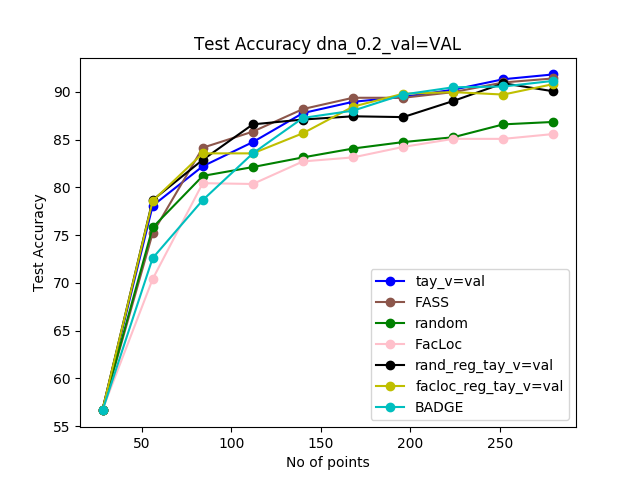 Test Accuracy dna_0.2_val=VAL
90
85
80
75
70
65
60
55
Test Accuracy
50
100
150
200
250
No of points
tay_v=val
FASS
random
FacLoc
rand_reg_tay_v=val
facloc_reg_tay_v=val
BADGE